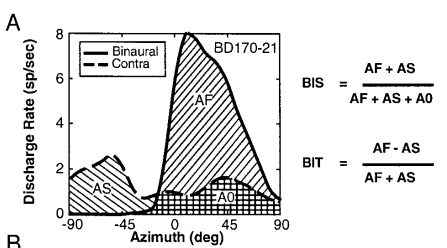 A
Discharge Rate (sp/sec)
8
6
4
2
0
Binaural
Contra
BD170-21
AF
AS
A0
-90 -45 0 45 90
Azimuth (deg)
BIS = AF + AS
AF + AS + A0
BIT = AF - AS
AF + AS
B